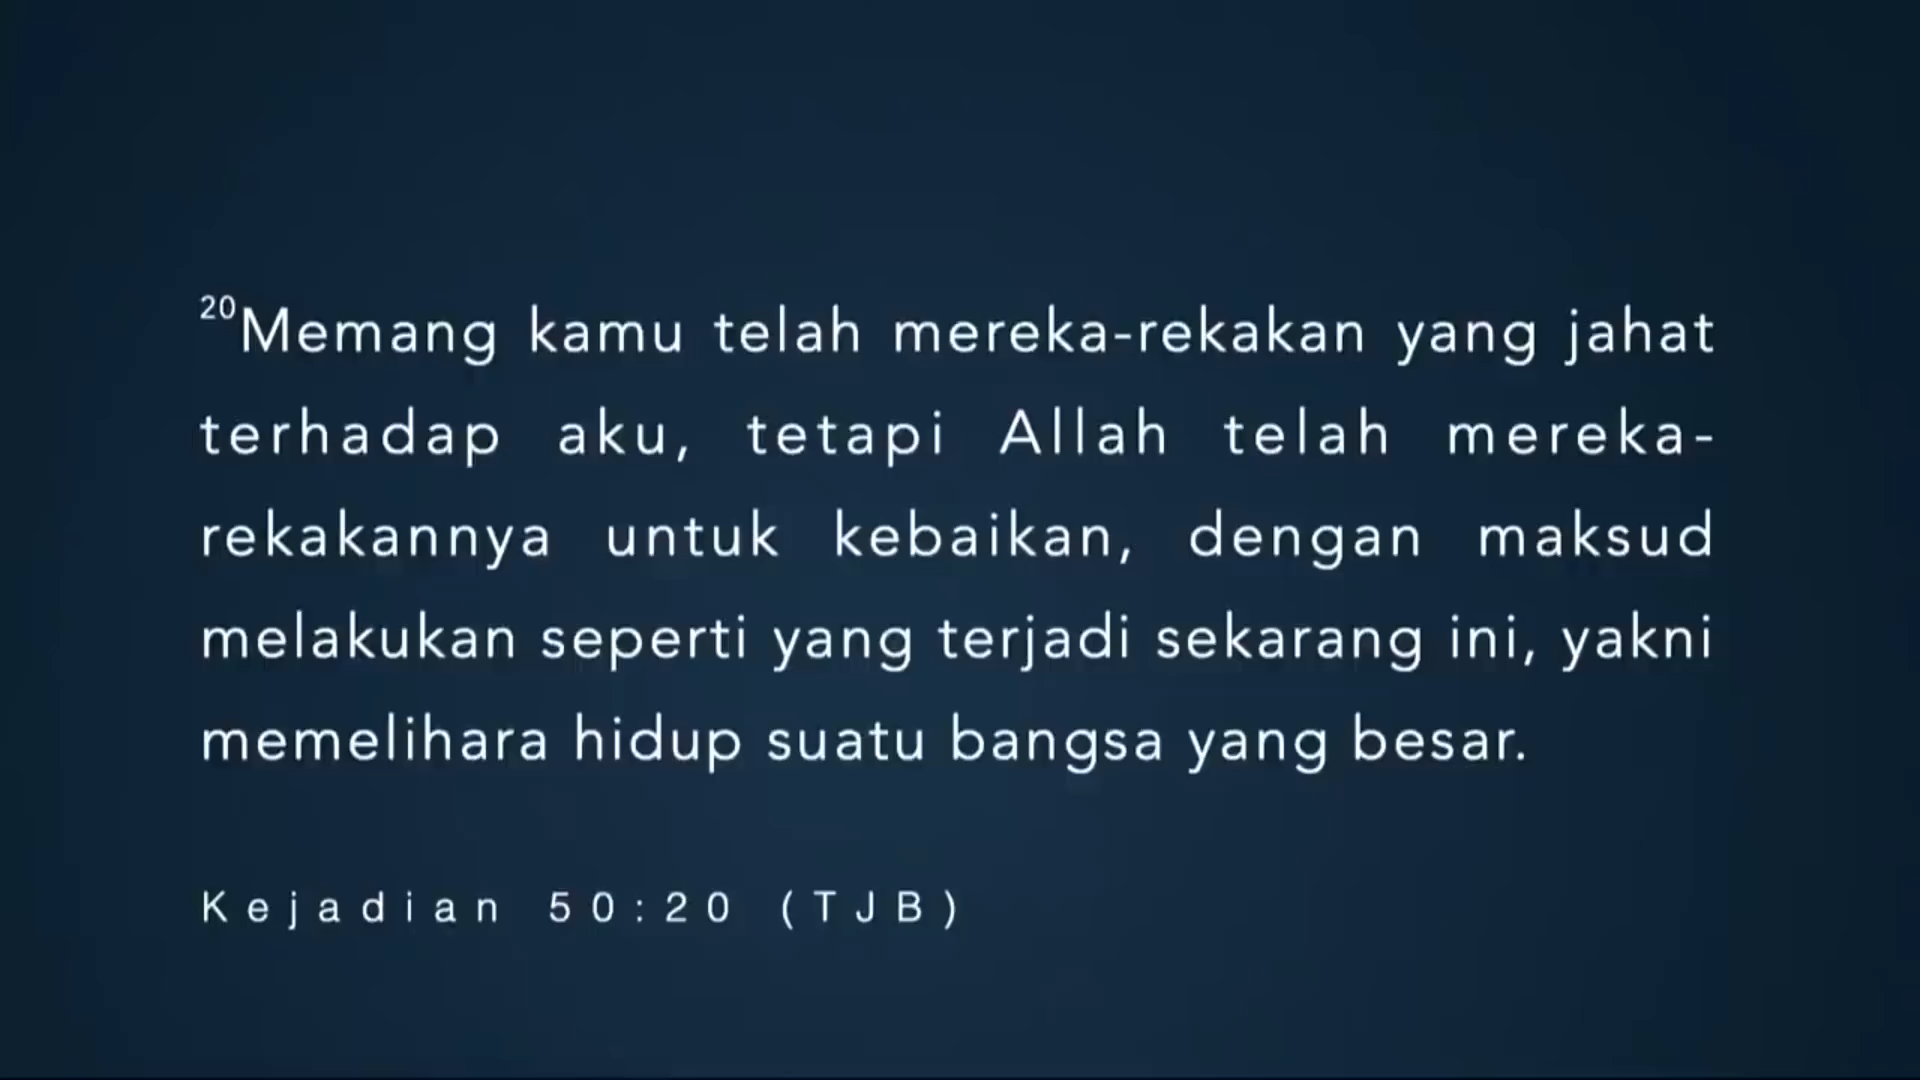 ²⁰Memang kamu telah mereka-rekakan yang jahat
terhadap aku, tetapi Allah telah mereka-
rekakannya untuk kebaikan, dengan maksud
melakukan seperti yang terjadi sekarang ini, yakni
memelihara hidup suatu bangsa yang besar.
Kejadian 50:20 (TJB)